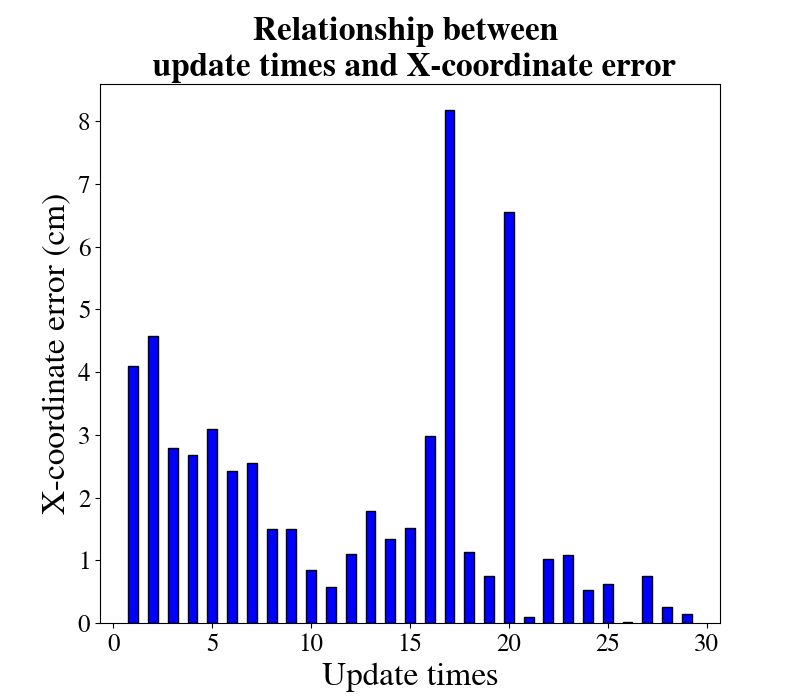 Relationship between
update times and X-coordinate error
X-coordinate error (cm)
8
7
6
5
4
3
2
1
0
0 5 10 15 20 25 30
Update times